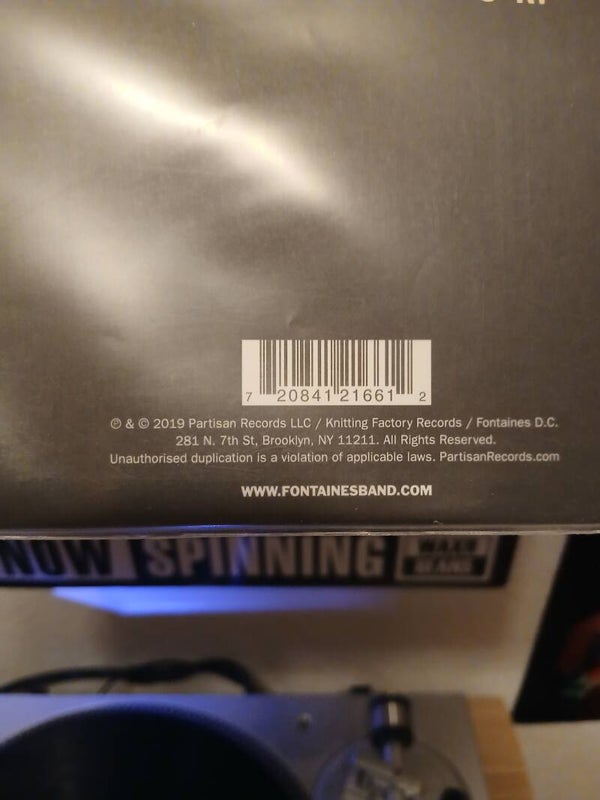 7 20841 21661 2
℗ & © 2019 Partisan Records LLC / Knitting Factory Records / Fontaines D.C.
281 N. 7th St, Brooklyn, NY 11211. All Rights Reserved.
Unauthorised duplication is a violation of applicable laws. PartisanRecords.com
WWW.FONTAINESBAND.COM
NOW SPINNING